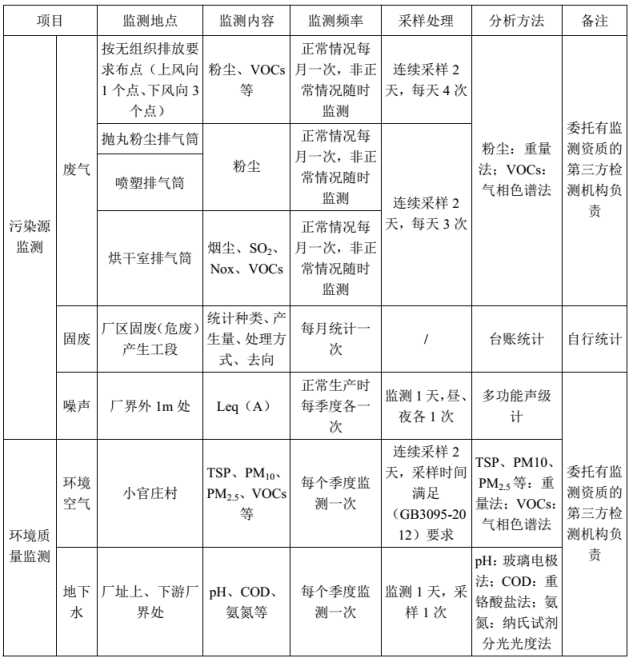 项目 监测地点 监测内容 监测频率 采样处理 分析方法 备注
污染源
监测
废气
按无组织排放要
求布点（上风向
1 个点、下风向 3
个点）
粉尘、VOCs
等
正常情况每
月一次，非正
常情况随时
监测
连续采样 2
天，每天 4 次
粉尘：重量
法；VOCs：
气相色谱法
委托有监
测资质的
第三方检
测机构负
责
抛丸粉尘排气筒
喷塑排气筒
粉尘
正常情况每
月一次，非正
常情况随时
监测
连续采样 2
天，每天 3 次
烘干室排气筒
烟尘、SO₂、
Nox、VOCs
正常情况每
月一次，非正
常情况随时
监测
固废
厂区固废（危废）
产生工段
统计种类、产
生量、处理方
式、去向
每月统计一
次
/
台账统计
自行统计
噪声
厂界外 1m 处
Leq（A）
正常生产时
每季度各一
次
监测 1 天，昼、
夜各 1 次
多功能声级
计
委托有监
测资质的
第三方检
测机构负
责
环境质
量监测
环境
空气
小官庄村
TSP、PM₁₀、
PM₂.₅、VOCs
等
每个季度监
测一次
连续采样 2
天，采样时间
满足
（GB3095-20
12）要求
TSP、PM10、
PM₂.₅等：重
量法；VOCs：
气相色谱法
地下
水
厂址上、下游厂
界处
pH、COD、
氨氮等
每个季度监
测一次
监测 1 天，采
样 1 次
pH：玻璃电极
法；COD：重
铬酸盐法；氨
氮：纳氏试剂
分光光度法